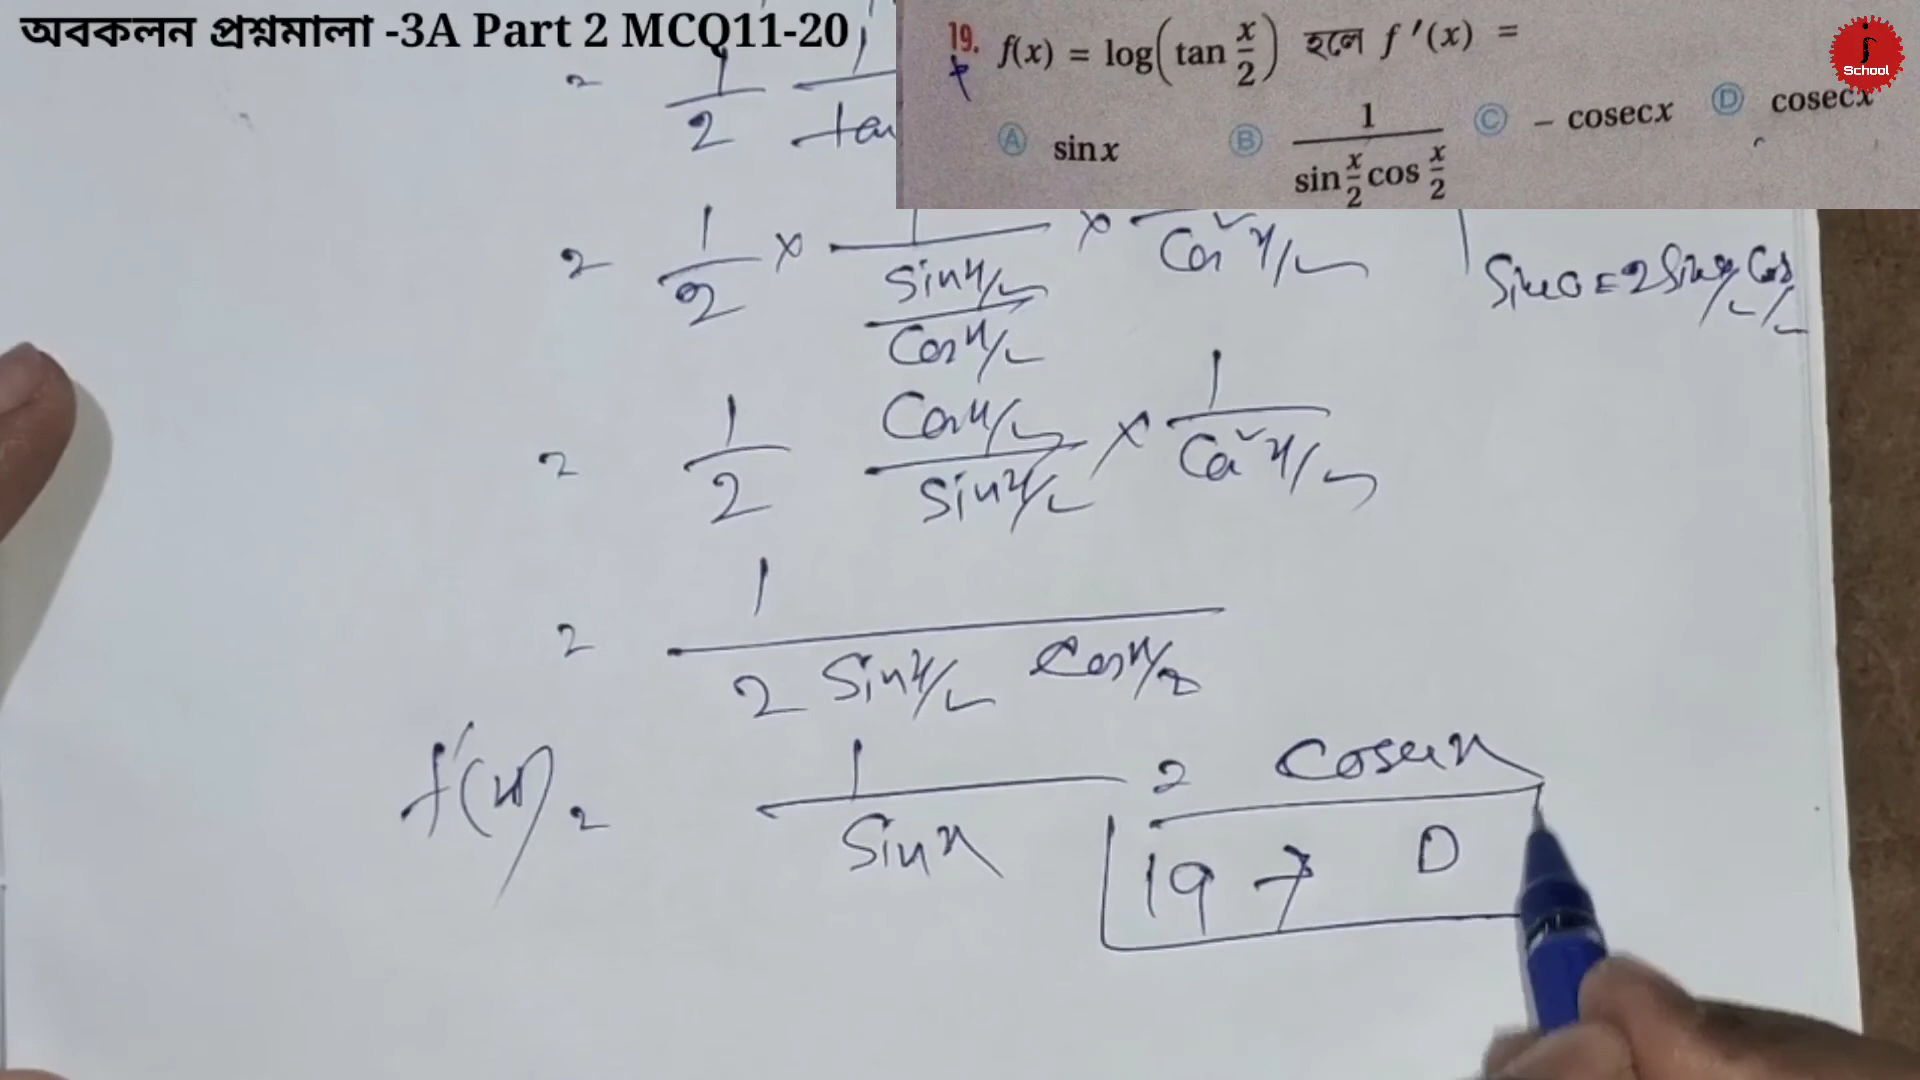 অবকলন প্রশ্নমালা -3A Part 2 MCQ11-20
19. f(x) = log(tan x/2) হলে f'(x) =
Ⓐ sinx Ⓑ 1/(sin x/2 cos x/2) Ⓒ - cosecx Ⓓ cosecx
School
= 1/2 1/tan
= 1/2 × 1/(Sin x/2 / Cos x/2) × 1/Cos² x/2
Sinθ = 2 Sin θ/2 Cos θ/2
= 1/2 Cos x/2 / Sin x/2 × 1/Cos² x/2
= 1/(2 Sin x/2 Cos x/2)
f'(x) = 1/Sinx = Cosecx
19 → D